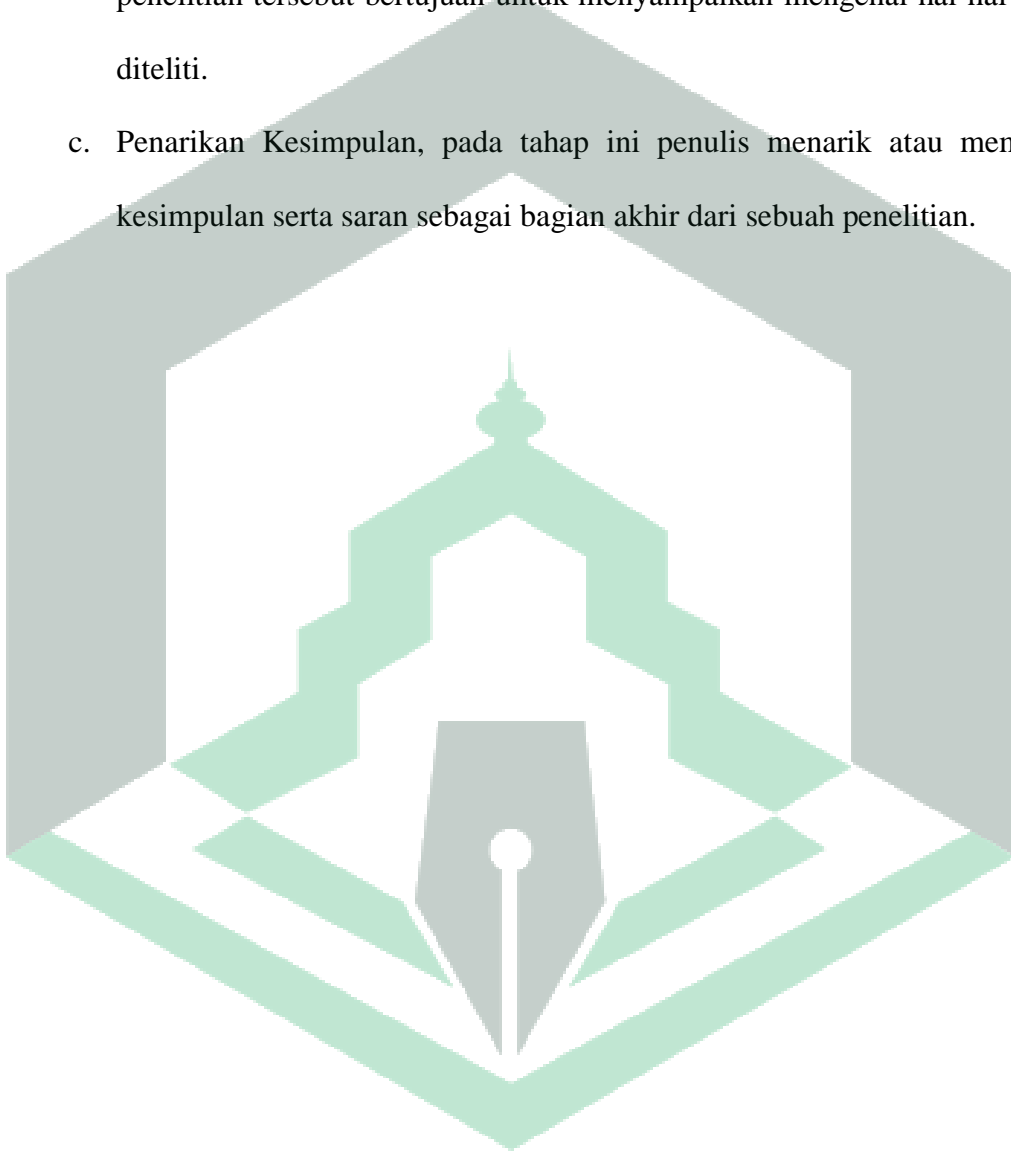 penelitian tersebut bertujuan untuk menyampaikan mengenai hal-hal
diteliti.
c. Penarikan Kesimpulan, pada tahap ini penulis menarik atau
kesimpulan serta saran sebagai bagian akhir dari sebuah penelitian.